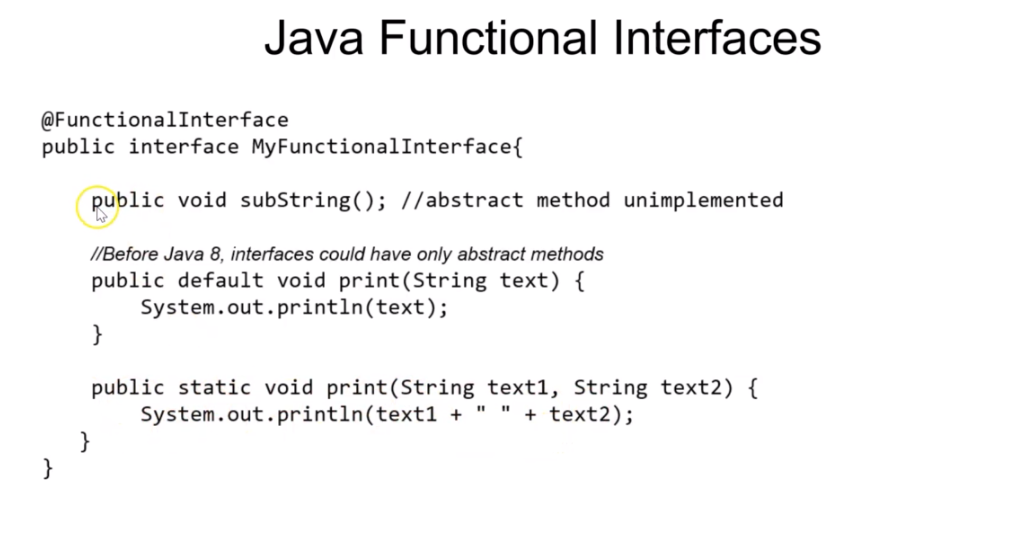 Java Functional Interfaces
@FunctionalInterface
public interface MyFunctionalInterface{
public void subString(); //abstract method unimplemented
//Before Java 8, interfaces could have only abstract methods
public default void print(String text) {
System.out.println(text);
}
public static void print(String text1, String text2) {
System.out.println(text1 + " " + text2);
}
}